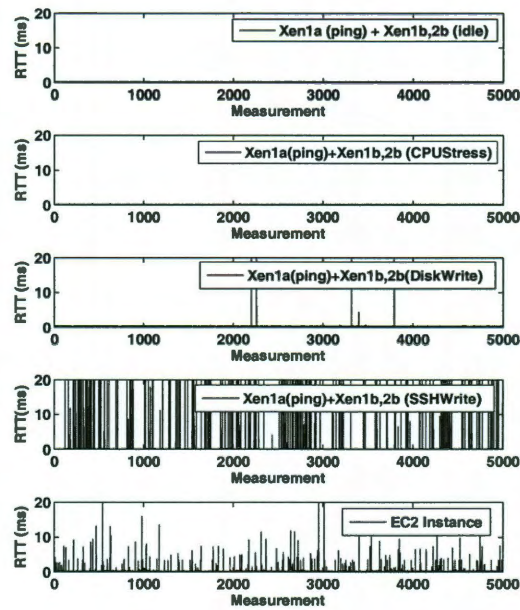 20
10
0
RTT (ms)
Xen1a (ping) + Xen1b,2b (idle)
0 1000 2000 3000 4000 5000
Measurement
20
10
0
RTT (ms)
Xen1a(ping)+Xen1b,2b (CPUStress)
0 1000 2000 3000 4000 5000
Measurement
20
10
0
RTT (ms)
Xen1a(ping)+Xen1b,2b(DiskWrite)
0 1000 2000 3000 4000 5000
Measurement
20
10
0
RTT(ms)
Xen1a(ping)+Xen1b,2b (SSHWrite)
0 1000 2000 3000 4000 5000
Measurement
20
10
0
RTT (ms)
EC2 Instance
0 1000 2000 3000 4000 5000
Measurement